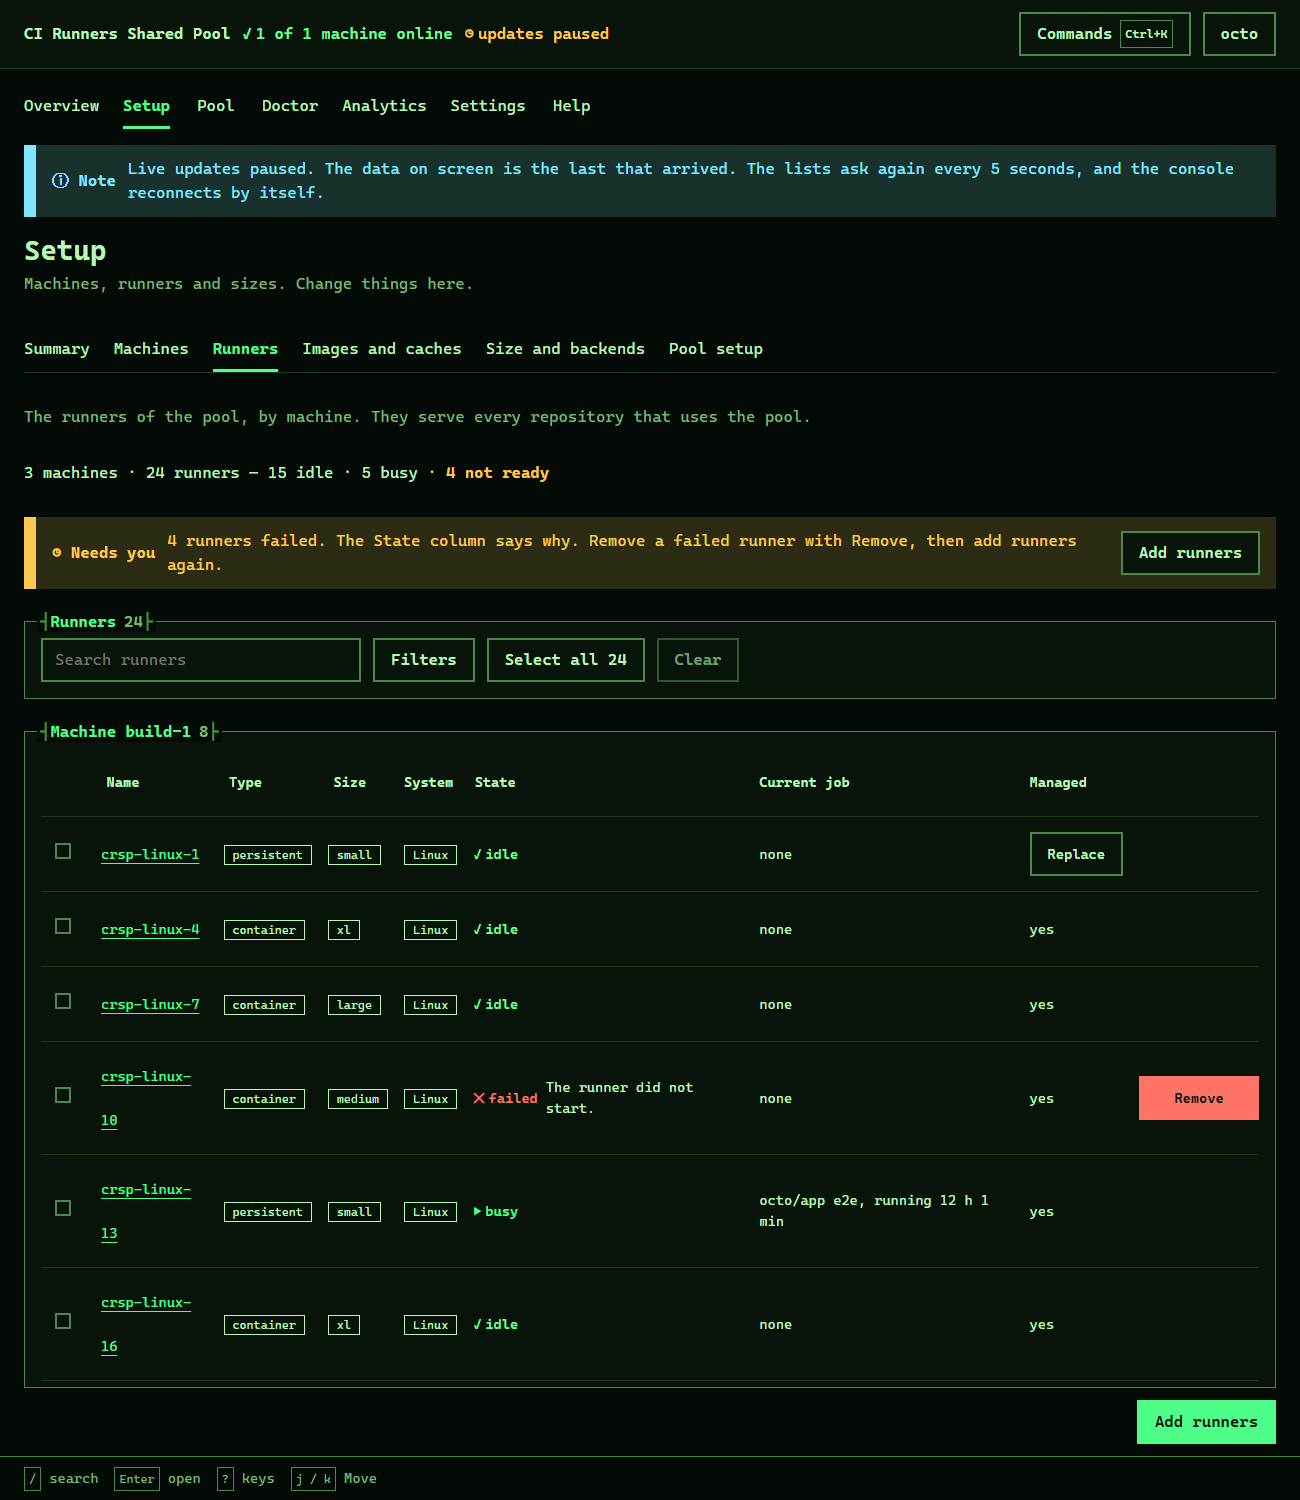 CI Runners Shared Pool ✓ 1 of 1 machine online updates paused
Commands Ctrl+K octo
Overview Setup Pool Doctor Analytics Settings Help
Note
Live updates paused. The data on screen is the last that arrived. The lists ask again every 5 seconds, and the console
reconnects by itself.
Setup
Machines, runners and sizes. Change things here.
Summary Machines Runners Images and caches Size and backends Pool setup
The runners of the pool, by machine. They serve every repository that uses the pool.
3 machines · 24 runners — 15 idle · 5 busy · 4 not ready
Needs you
4 runners failed. The State column says why. Remove a failed runner with Remove, then add runners
again.
Add runners
Runners 24
Search runners Filters Select all 24 Clear
Machine build-1 8
Name Type Size System State Current job Managed
crsp-linux-1 persistent small Linux ✓ idle none Replace
crsp-linux-4 container xl Linux ✓ idle none yes
crsp-linux-7 container large Linux ✓ idle none yes
crsp-linux-
10
container medium Linux ✕ failed
The runner did not
start.
none yes Remove
crsp-linux-
13
persistent small Linux ▶ busy
octo/app e2e, running 12 h 1
min
yes
crsp-linux-
16
container xl Linux ✓ idle none yes
Add runners
/ search Enter open ? keys j / k Move